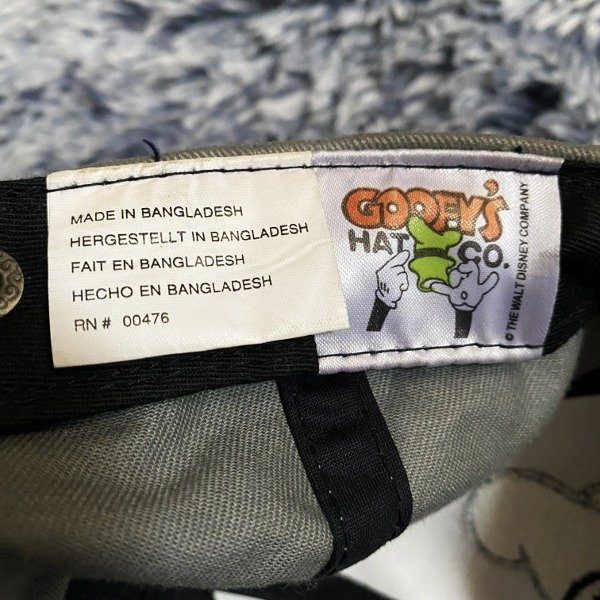 MADE IN BANGLADESH
HERGESTELLT IN BANGLADESH
FAIT EN BANGLADESH
HECHO EN BANGLADESH
RN # 00476
GOOFY'S
HAT CO.
© THE WALT DISNEY COMPANY